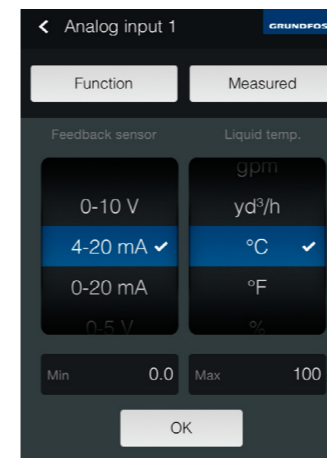 Analog input 1
GRUNDFOS
Function
Measured
Feedback sensor
Liquid temp.
gpm
0-10 V
yd³/h
4-20 mA
°C
0-20 mA
°F
0-5 V
%
Min 0.0
Max 100
OK